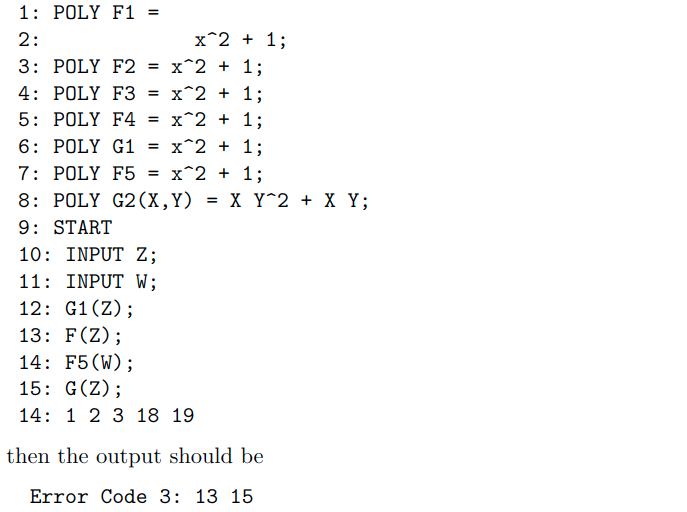 1: POLY F1 =
2:             x^2 + 1;
3: POLY F2 = x^2 + 1;
4: POLY F3 = x^2 + 1;
5: POLY F4 = x^2 + 1;
6: POLY G1 = x^2 + 1;
7: POLY F5 = x^2 + 1;
8: POLY G2(X,Y) = X Y^2 + X Y;
9: START
10: INPUT Z;
11: INPUT W;
12: G1(Z);
13: F(Z);
14: F5(W);
15: G(Z);
14: 1 2 3 18 19
then the output should be
Error Code 3: 13 15